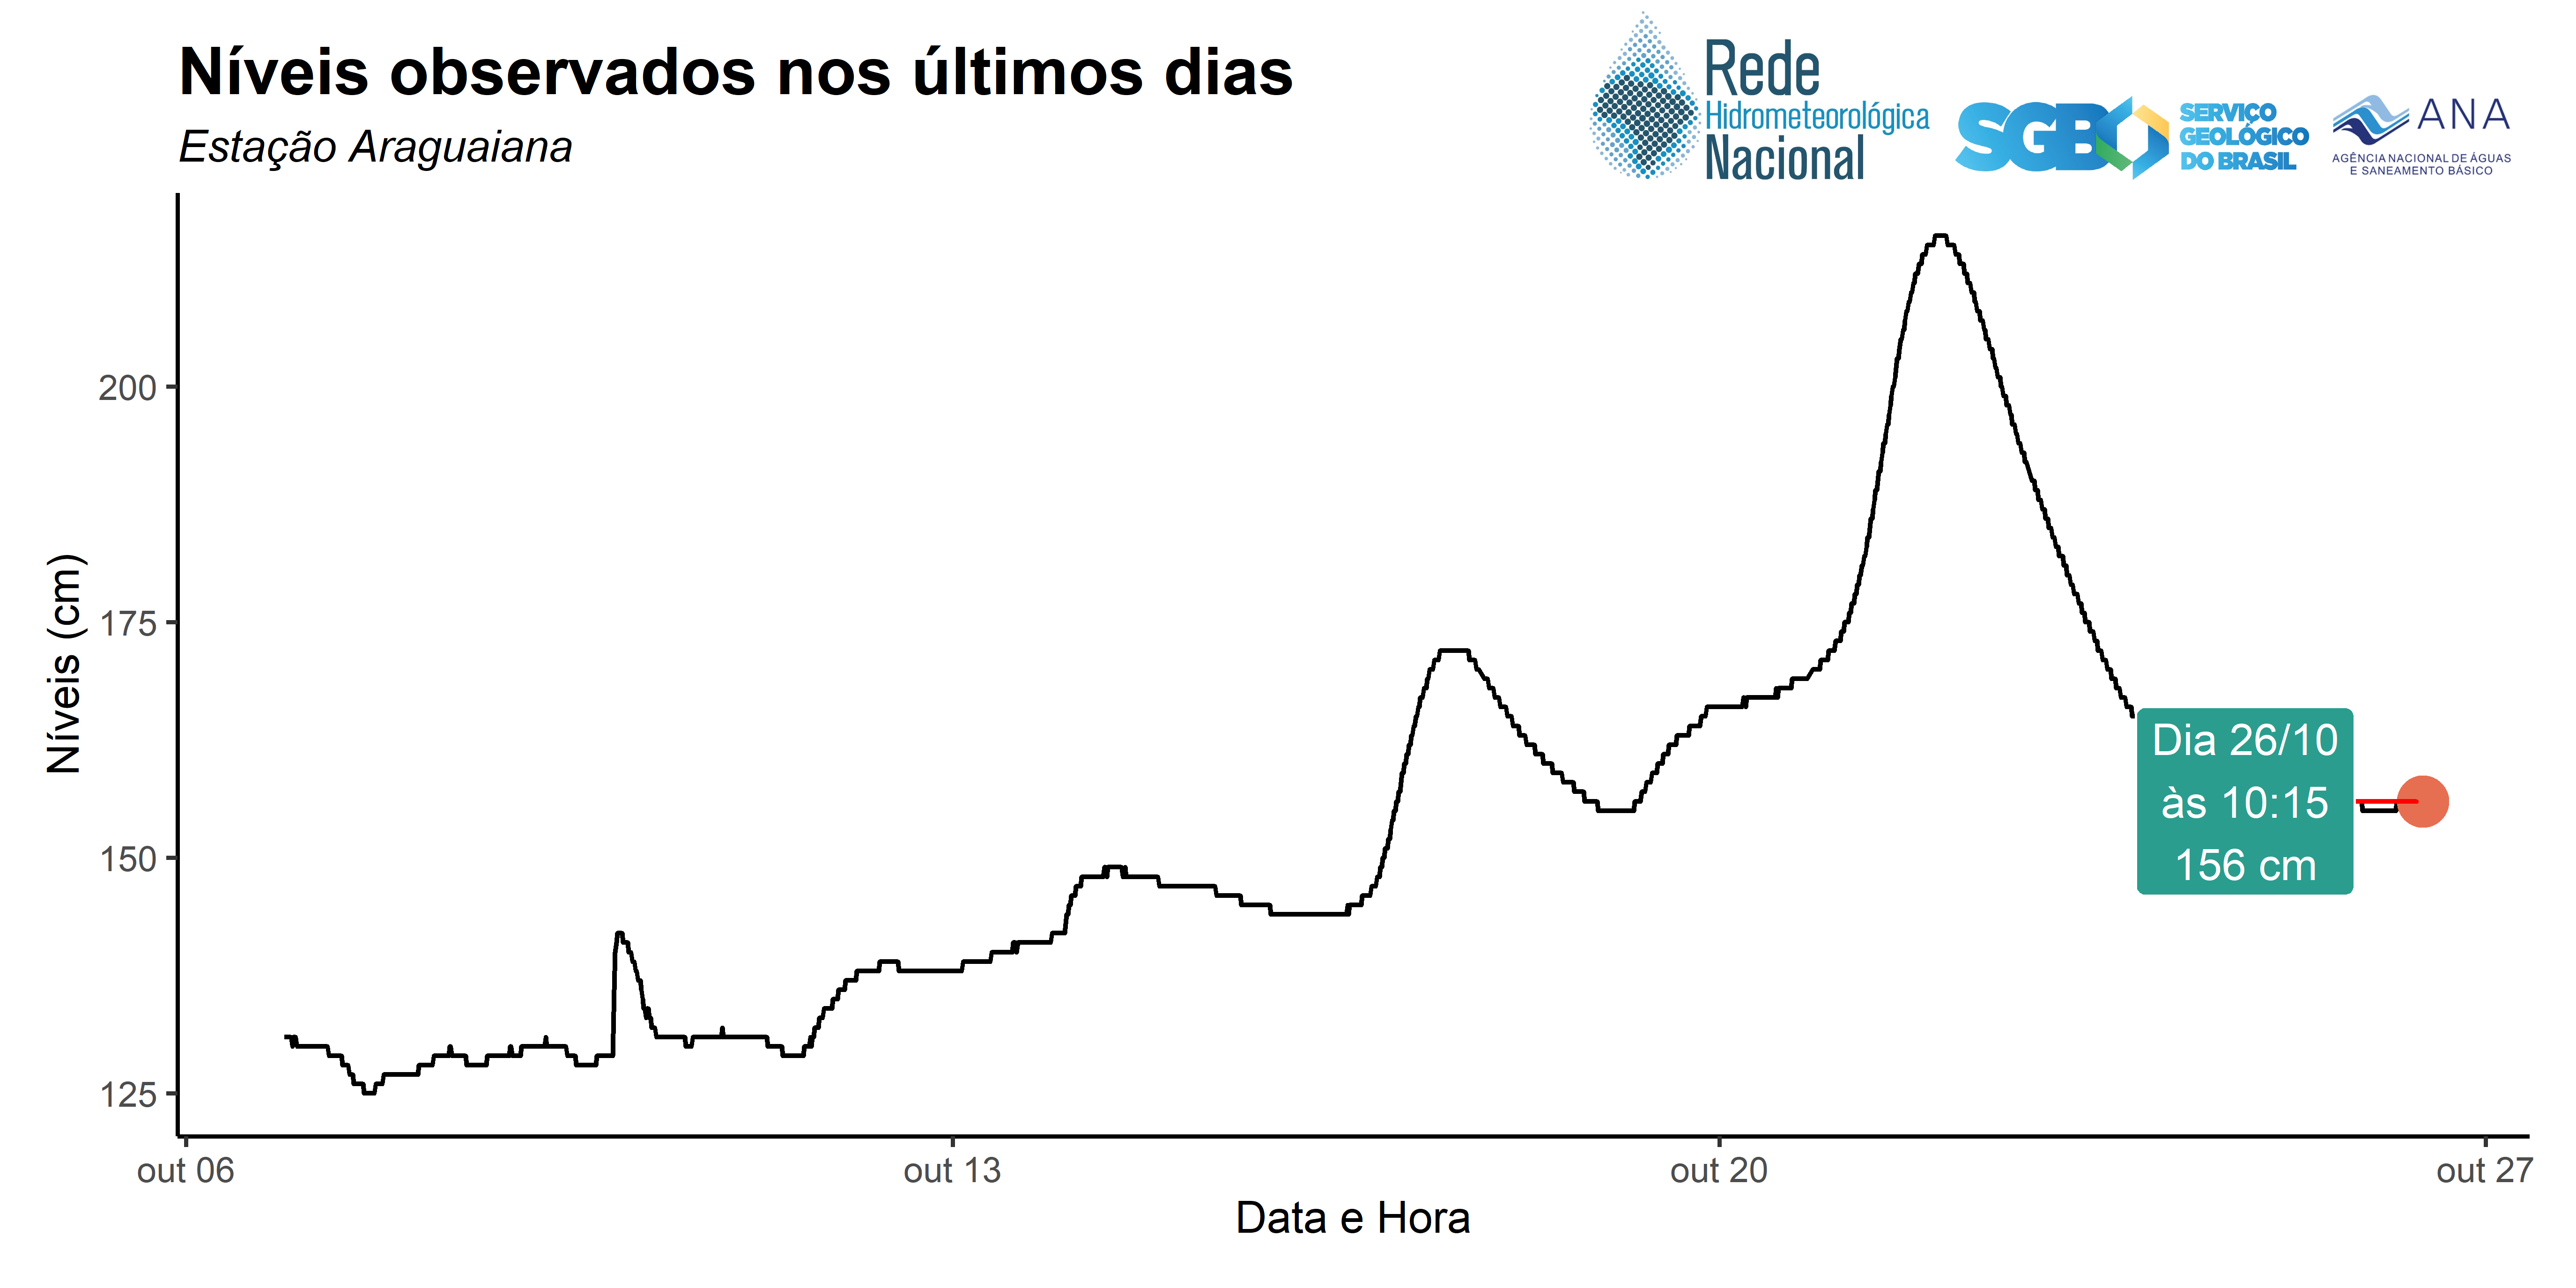 Níveis observados nos últimos dias
Estação Araguaiana
Rede
Hidrometeorológica
Nacional
SGB
SERVIÇO
GEOLÓGICO
DO BRASIL
ANA
AGÊNCIA NACIONAL DE ÁGUAS
E SANEAMENTO BÁSICO
Níveis (cm)
200
175
150
125
Dia 26/10
às 10:15
156 cm
out 06
out 13
out 20
out 27
Data e Hora